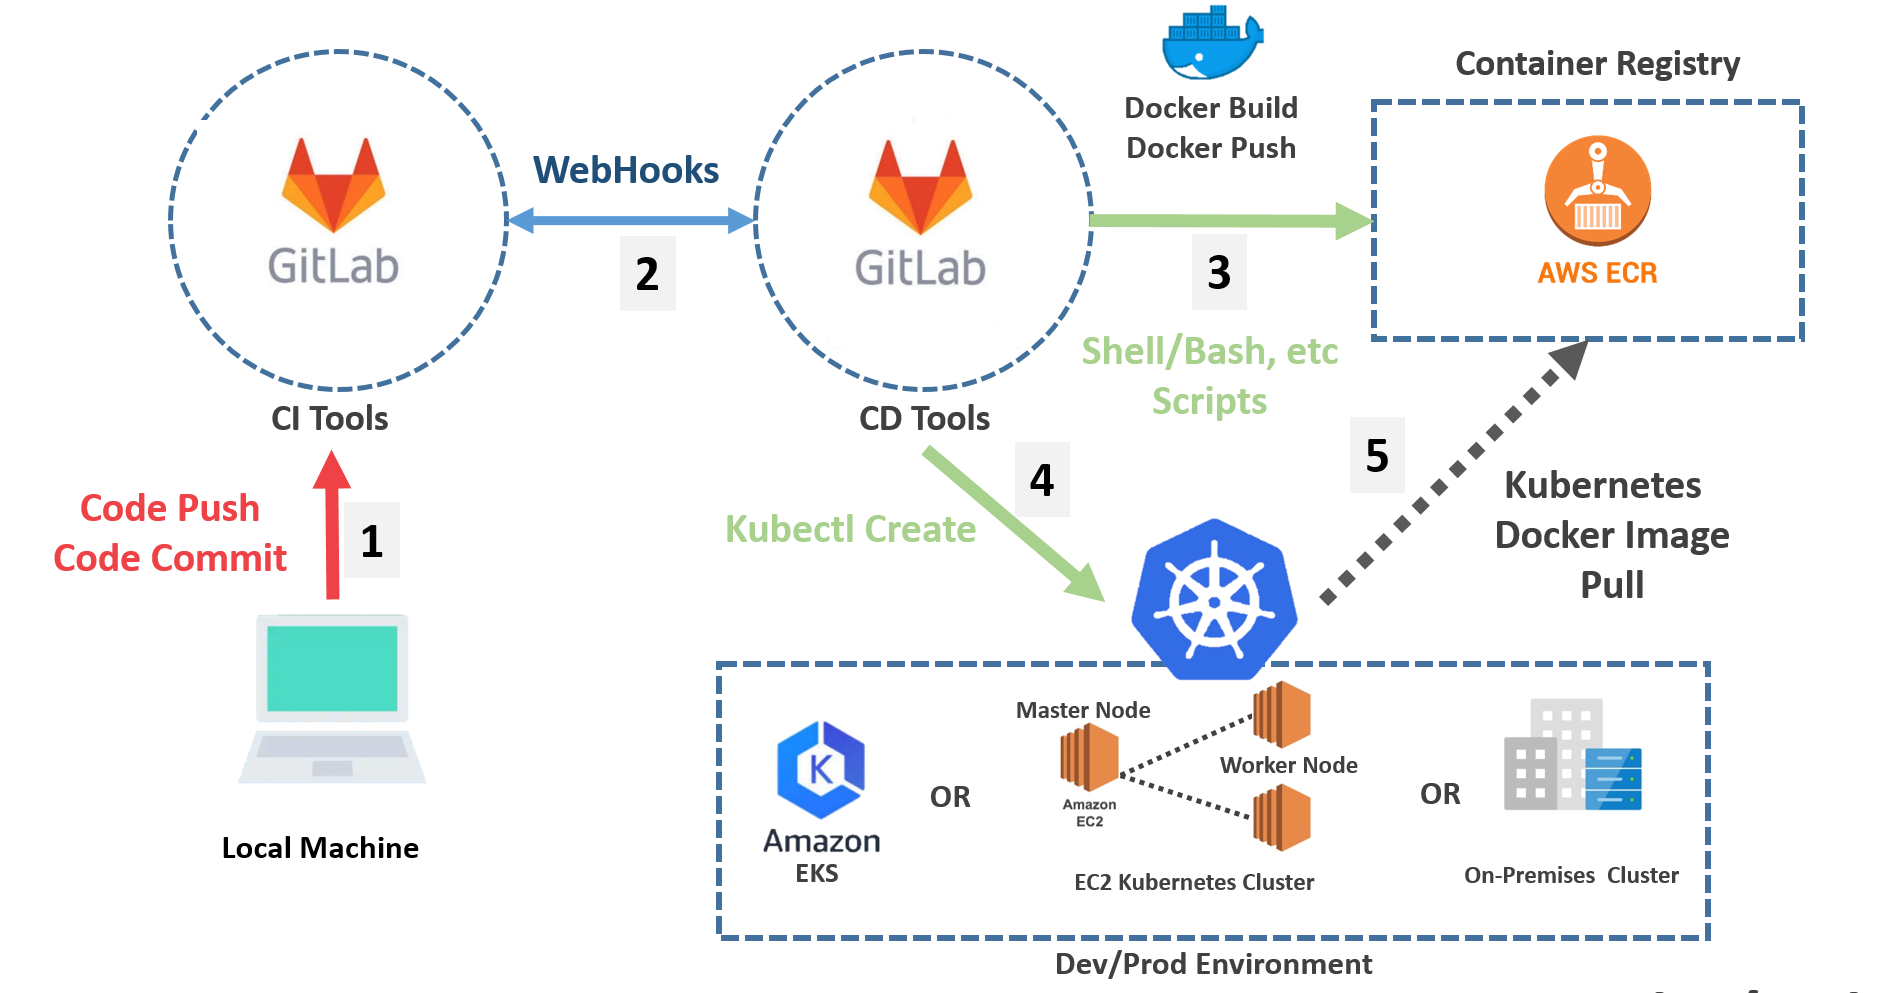 Docker Build
Docker Push
Container Registry
GitLab
WebHooks
2
GitLab
3
AWS ECR
CI Tools
CD Tools
Shell/Bash, etc
Scripts
Code Push
Code Commit
1
Kubectl Create
4
5
Kubernetes
Docker Image
Pull
Local Machine
Master Node
Amazon
EC2
Worker Node
EC2 Kubernetes Cluster
K
Amazon
EKS
OR
OR
On-Premises Cluster
Dev/Prod Environment